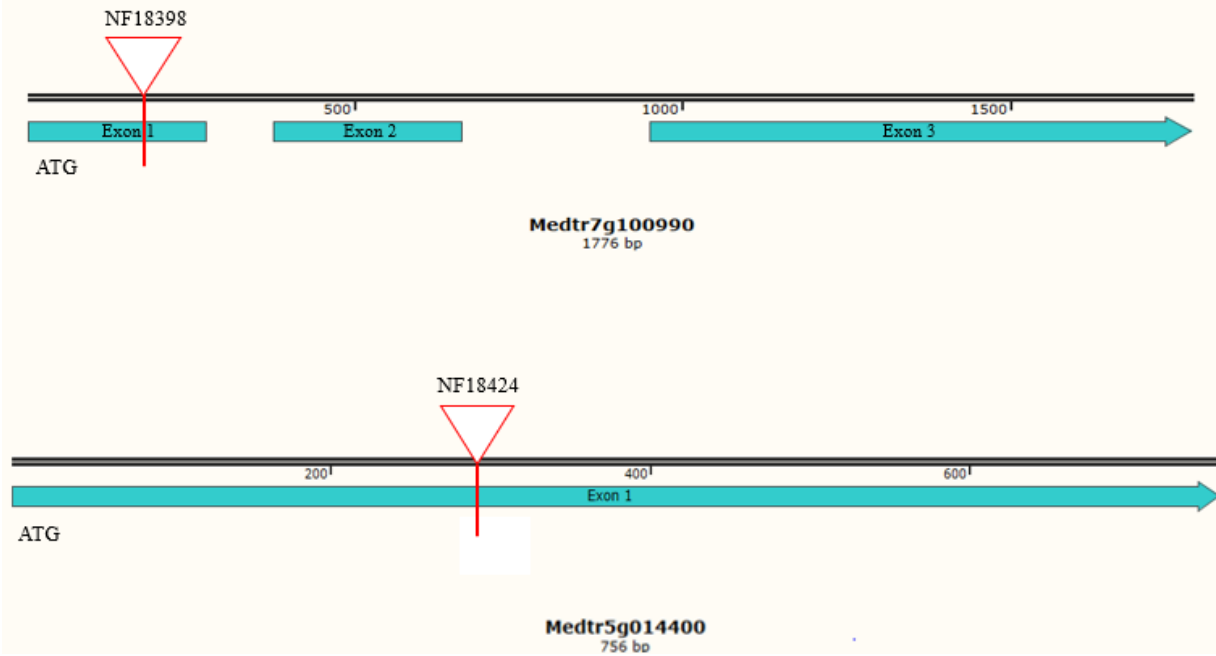 NF18398
500 1000 1500
Exon 1 Exon 2 Exon 3
ATG
Medtr7g100990
1776 bp
NF18424
200 400 600
Exon 1
ATG
Medtr5g014400
756 bp